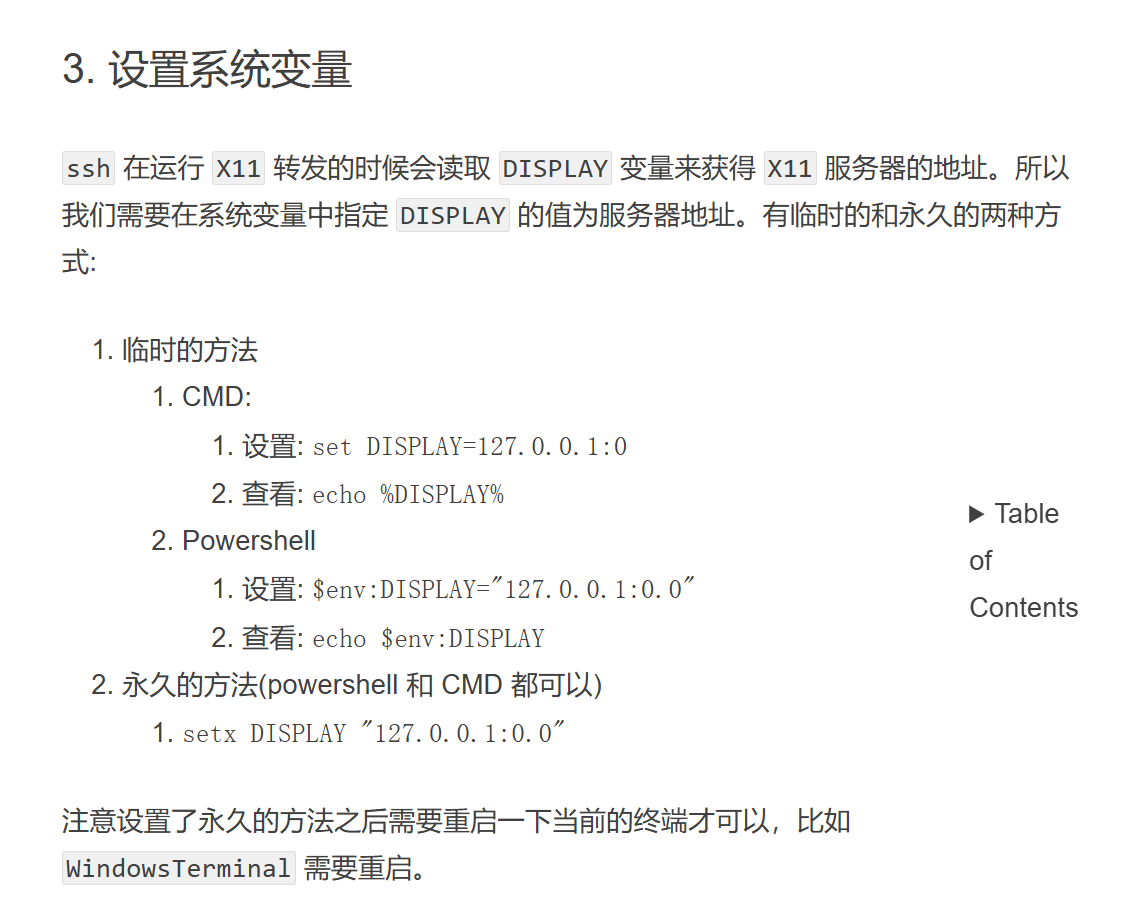 3. 设置系统变量
ssh 在运行 X11 转发的时候会读取 DISPLAY 变量来获得 X11 服务器的地址。所以
我们需要在系统变量中指定 DISPLAY 的值为服务器地址。有临时的和永久的两种方
式:
1. 临时的方法
1. CMD:
1. 设置: set DISPLAY=127.0.0.1:0
2. 查看: echo %DISPLAY%
2. Powershell
1. 设置: $env:DISPLAY="127.0.0.1:0.0"
2. 查看: echo $env:DISPLAY
2. 永久的方法(powershell 和 CMD 都可以)
1. setx DISPLAY "127.0.0.1:0.0"
注意设置了永久的方法之后需要重启一下当前的终端才可以，比如
WindowsTerminal 需要重启。
▶ Table
of
Contents